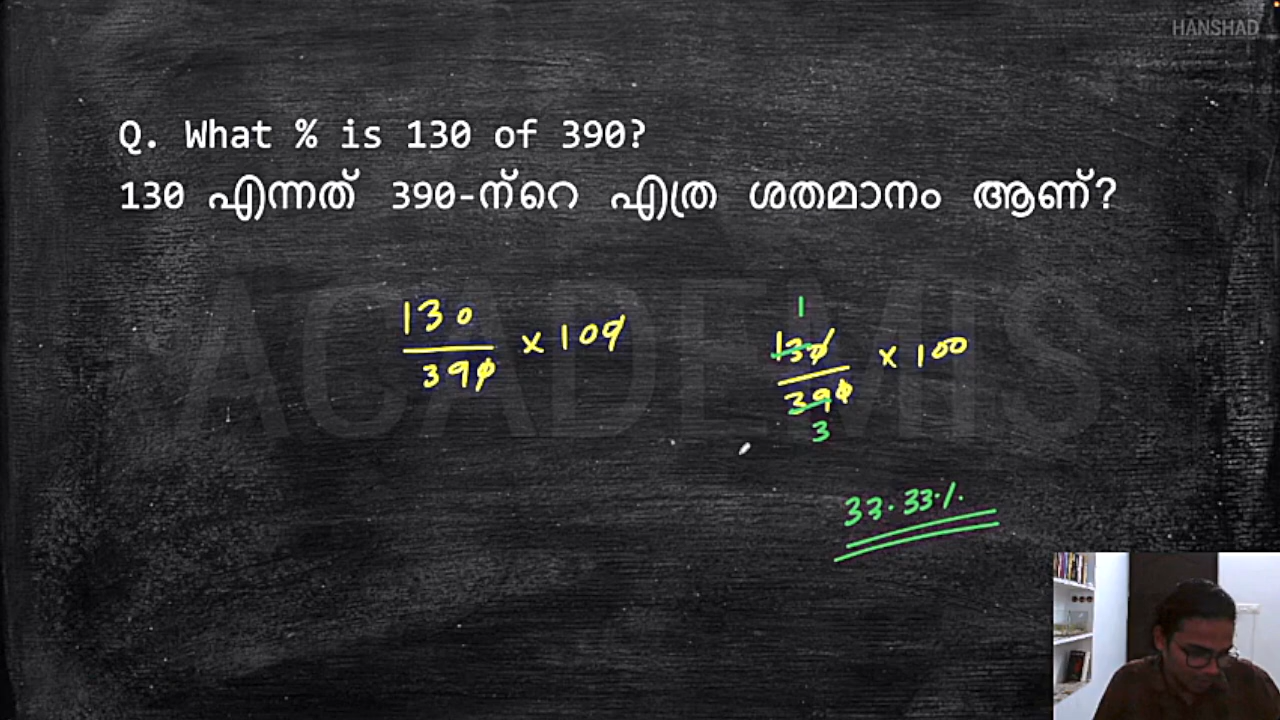 HANSHAD
Q. What % is 130 of 390?
130 എന്നത് 390-ന്റെ എത്ര ശതമാനം ആണ്?
ACADEMIS
130
390
x 100
1
130
390
3
x 100
33.33%